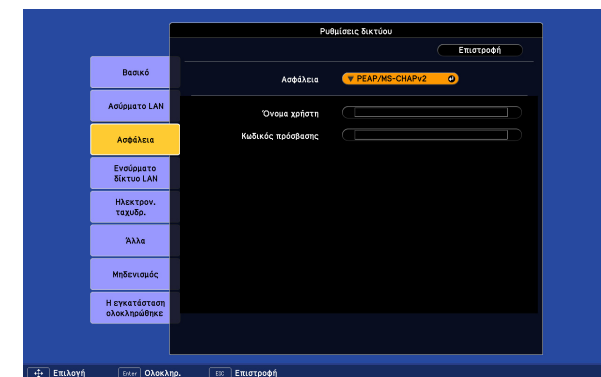 Ρυθμίσεις δικτύου
Επιστροφή
Βασικό
Ασύρματο LAN
Ασφάλεια
Ενσύρματο
δίκτυο LAN
Ηλεκτρον.
ταχυδρ.
Άλλα
Μηδενισμός
Η εγκατάσταση
ολοκληρώθηκε
Ασφάλεια
PEAP/MS-CHAPv2
Όνομα χρήστη
Κωδικός πρόσβασης
Επιλογή
Enter Ολοκληρ.
ESC Επιστροφή